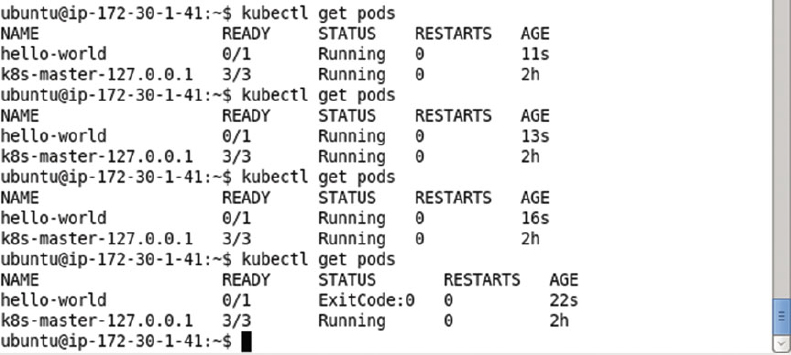 ubuntu@ip-172-30-1-41:~$ kubectl get pods
NAME READY STATUS RESTARTS AGE
hello-world 0/1 Running 0 11s
k8s-master-127.0.0.1 3/3 Running 0 2h
ubuntu@ip-172-30-1-41:~$ kubectl get pods
NAME READY STATUS RESTARTS AGE
hello-world 0/1 Running 0 13s
k8s-master-127.0.0.1 3/3 Running 0 2h
ubuntu@ip-172-30-1-41:~$ kubectl get pods
NAME READY STATUS RESTARTS AGE
hello-world 0/1 Running 0 16s
k8s-master-127.0.0.1 3/3 Running 0 2h
ubuntu@ip-172-30-1-41:~$ kubectl get pods
NAME READY STATUS RESTARTS AGE
hello-world 0/1 ExitCode:0 0 22s
k8s-master-127.0.0.1 3/3 Running 0 2h
ubuntu@ip-172-30-1-41:~$